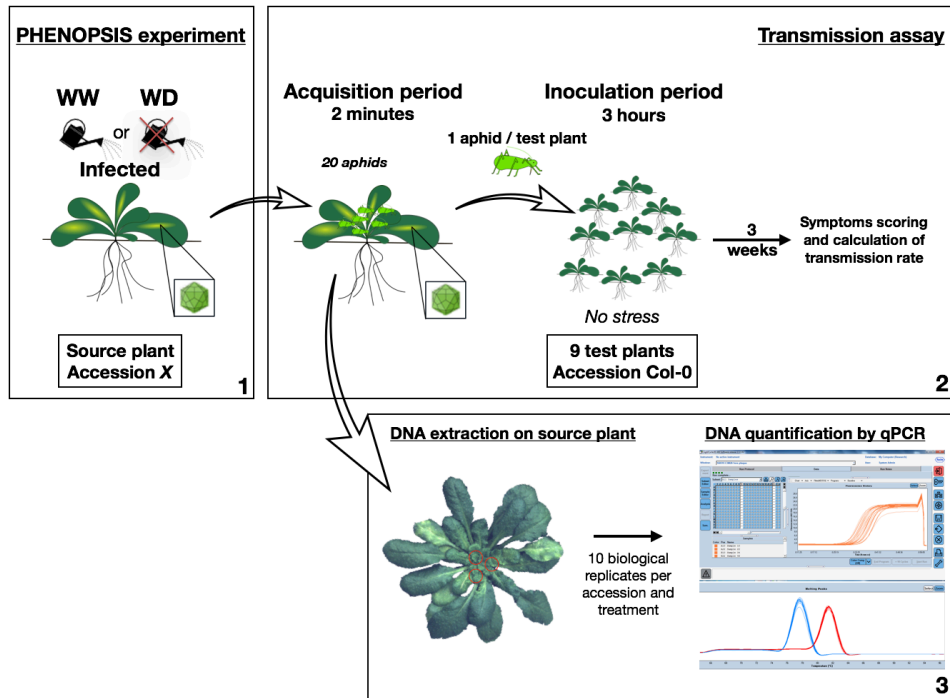 PHENOPSIS experiment
WW
or
WD
Infected
Source plant
Accession X
1
Transmission assay
Acquisition period
2 minutes
20 aphids
1 aphid / test plant
Inoculation period
3 hours
No stress
9 test plants
Accession Col-0
3
weeks
Symptoms scoring
and calculation of
transmission rate
2
DNA extraction on source plant
10 biological
replicates per
accession and
treatment
DNA quantification by qPCR
Melting Peaks
3